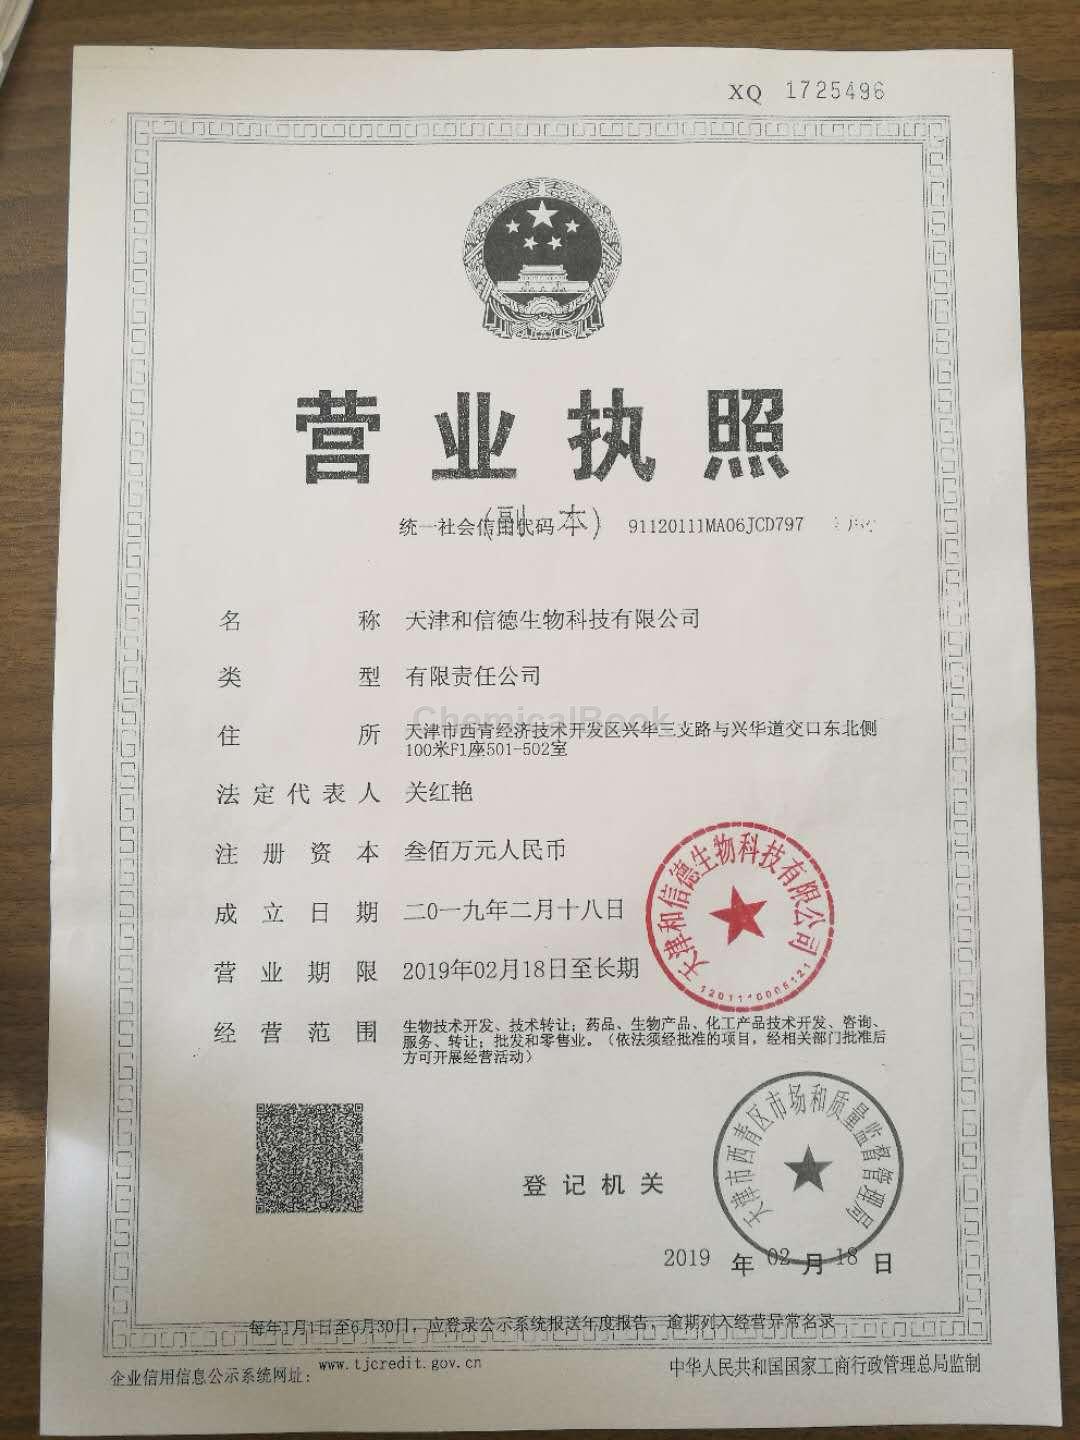 XQ 1725496
营业执照
(副 本)
统一社会信用代码 91120111MA06JCD797
名称 天津和信德生物科技有限公司
类型 有限责任公司
ChemicalBook
住所 天津市西青经济技术开发区兴华三支路与兴华道交口东北侧
100米F1座501-502室
法定代表人 关红艳
注册资本 叁佰万元人民币
成立日期 二〇一九年二月十八日
营业期限 2019年02月18日至长期
经营范围 生物技术开发、技术转让；药品、生物产品、化工产品技术开发、咨询、
服务、转让；批发和零售业。（依法须经批准的项目，经相关部门批准后
方可开展经营活动）
天津和信德生物科技有限公司
天津市西青区市场和质量监督管理局
登记机关
2019 年 02 月 18 日
每年1月1日至6月30日，应登录公示系统报送年度报告，逾期列入经营异常名录
企业信用信息公示系统网址： www.tjcredit.gov.cn
中华人民共和国国家工商行政管理总局监制